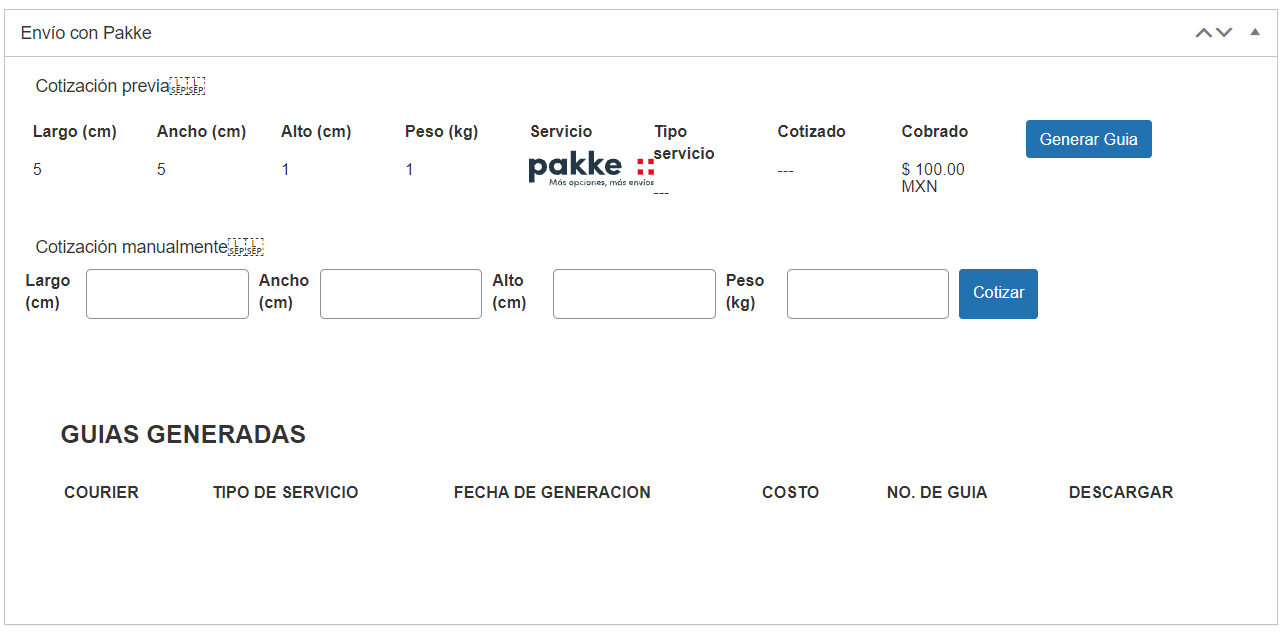 Envío con Pakke
Cotización previa
Largo (cm) Ancho (cm) Alto (cm) Peso (kg) Servicio Tipo servicio Cotizado Cobrado Generar Guia
5 5 1 1 pakke --- --- $ 100.00 MXN
Más opciones, más envíos
Cotización manualmente
Largo (cm) Ancho (cm) Alto (cm) Peso (kg) Cotizar
GUIAS GENERADAS
COURIER TIPO DE SERVICIO FECHA DE GENERACION COSTO NO. DE GUIA DESCARGAR